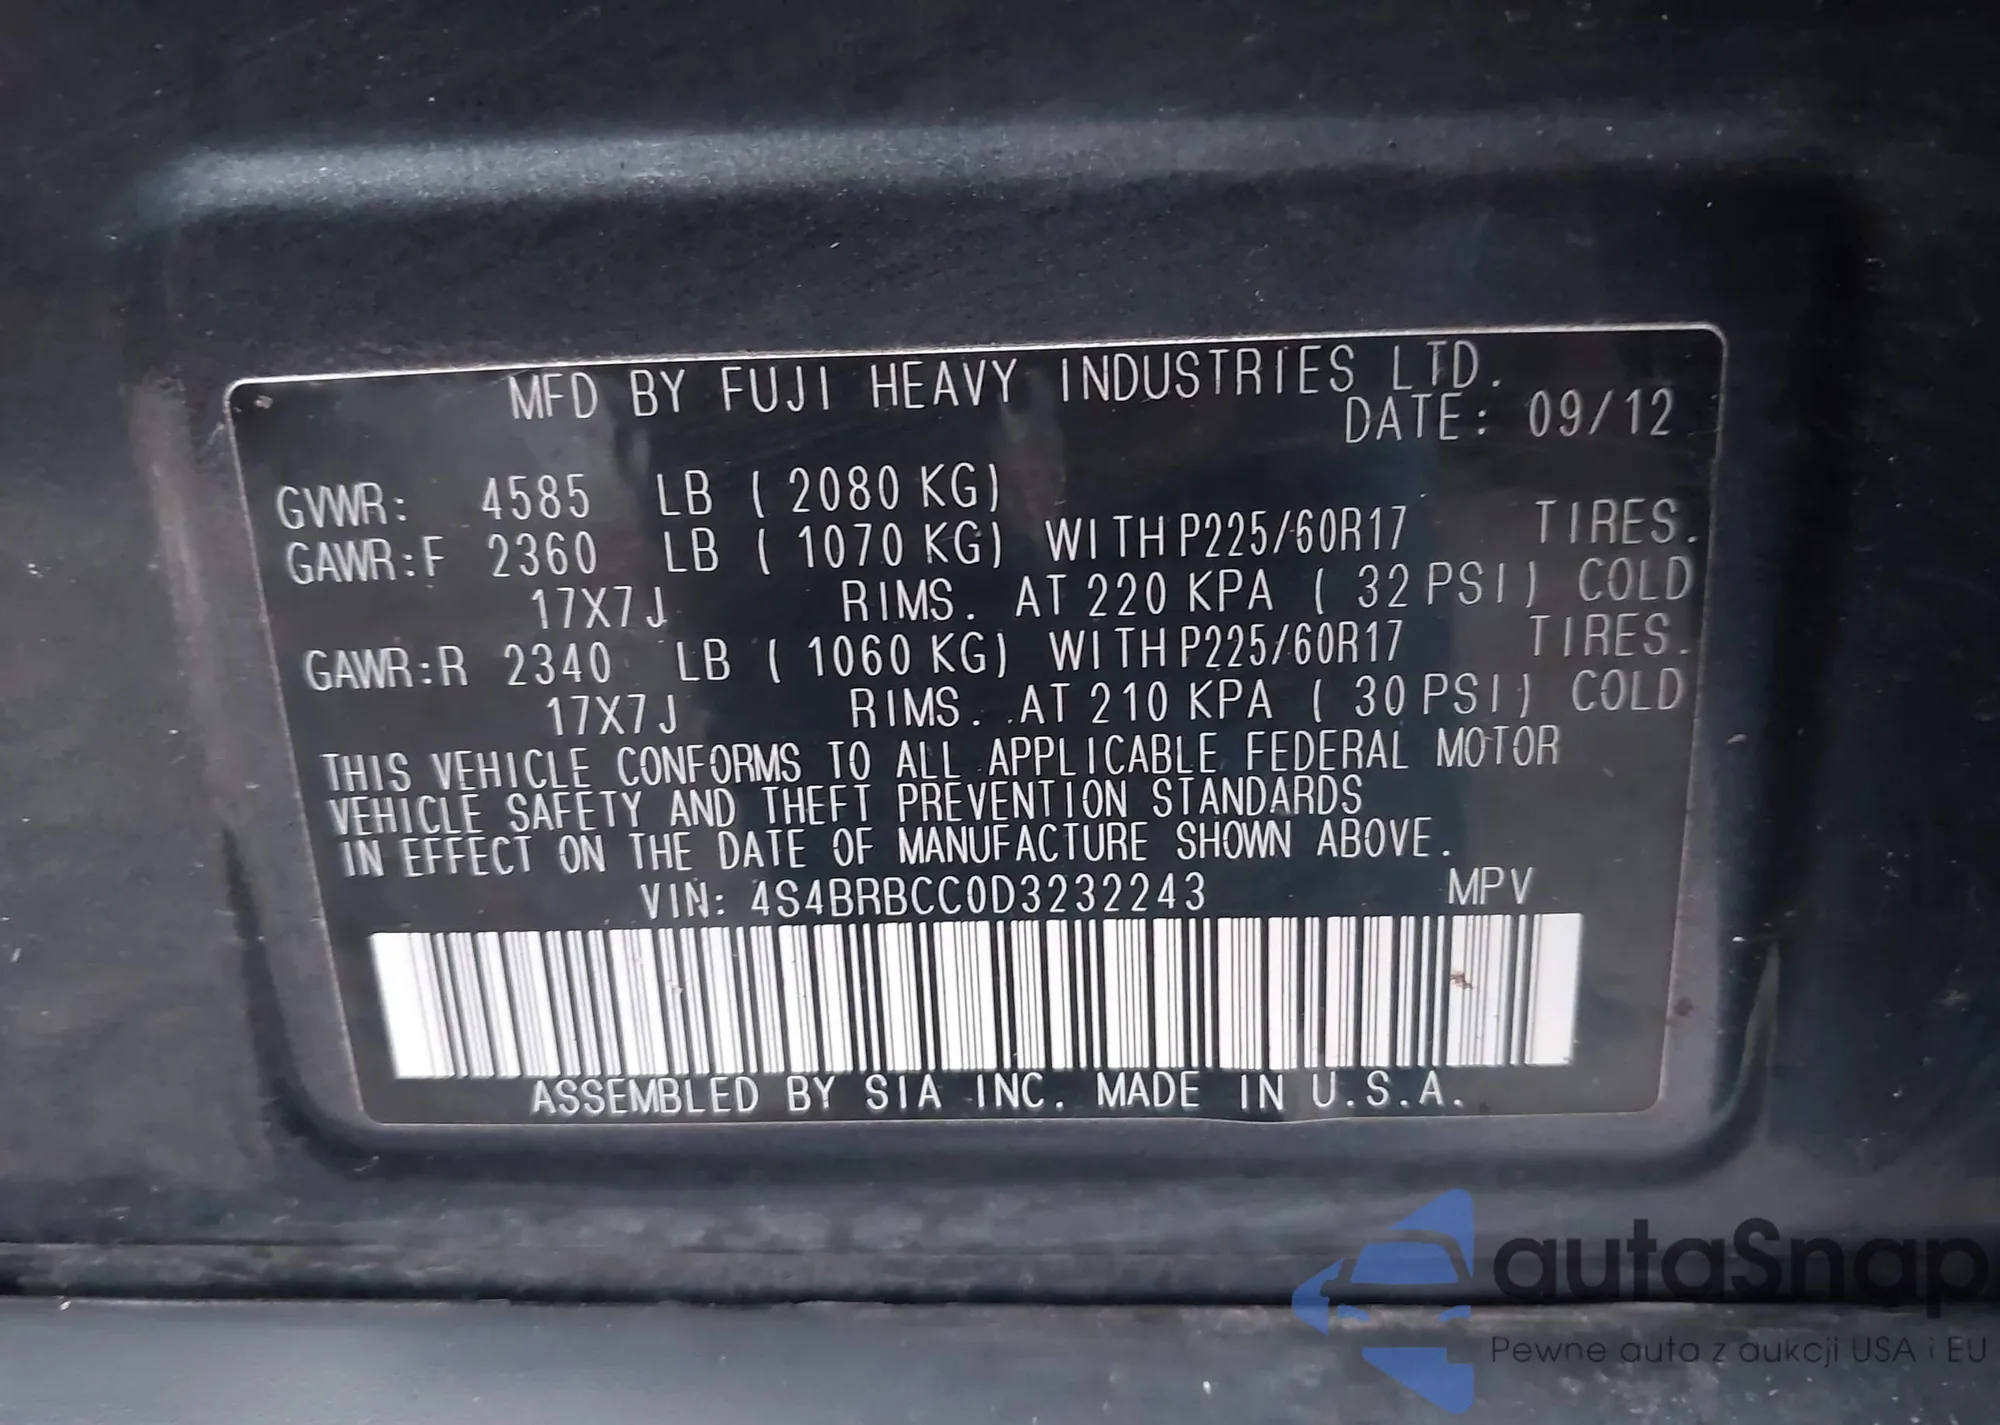 MFD BY FUJI HEAVY INDUSTRIES LTD.
DATE: 09/12
GVWR: 4585 LB ( 2080 KG)
GAWR:F 2360 LB ( 1070 KG) WITH P225/60R17 TIRES.
17X7J RIMS. AT 220 KPA ( 32 PSI) COLD
GAWR:R 2340 LB ( 1060 KG) WITH P225/60R17 TIRES.
17X7J RIMS. AT 210 KPA ( 30 PSI) COLD
THIS VEHICLE CONFORMS TO ALL APPLICABLE FEDERAL MOTOR
VEHICLE SAFETY AND THEFT PREVENTION STANDARDS
IN EFFECT ON THE DATE OF MANUFACTURE SHOWN ABOVE.
VIN: 4S4BRBCC0D3232243 MPV
ASSEMBLED BY SIA INC. MADE IN U.S.A.
autaSnap
Pewne auta z aukcji USA i EU